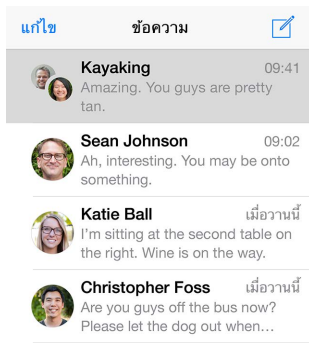 แก้ไข ข้อความ
Kayaking 09:41
Amazing. You guys are pretty
tan.
Sean Johnson 09:02
Ah, interesting. You may be onto
something.
Katie Ball เมื่อวานนี้
I'm sitting at the second table on
the right. Wine is on the way.
Christopher Foss เมื่อวานนี้
Are you guys off the bus now?
Please let the dog out when…